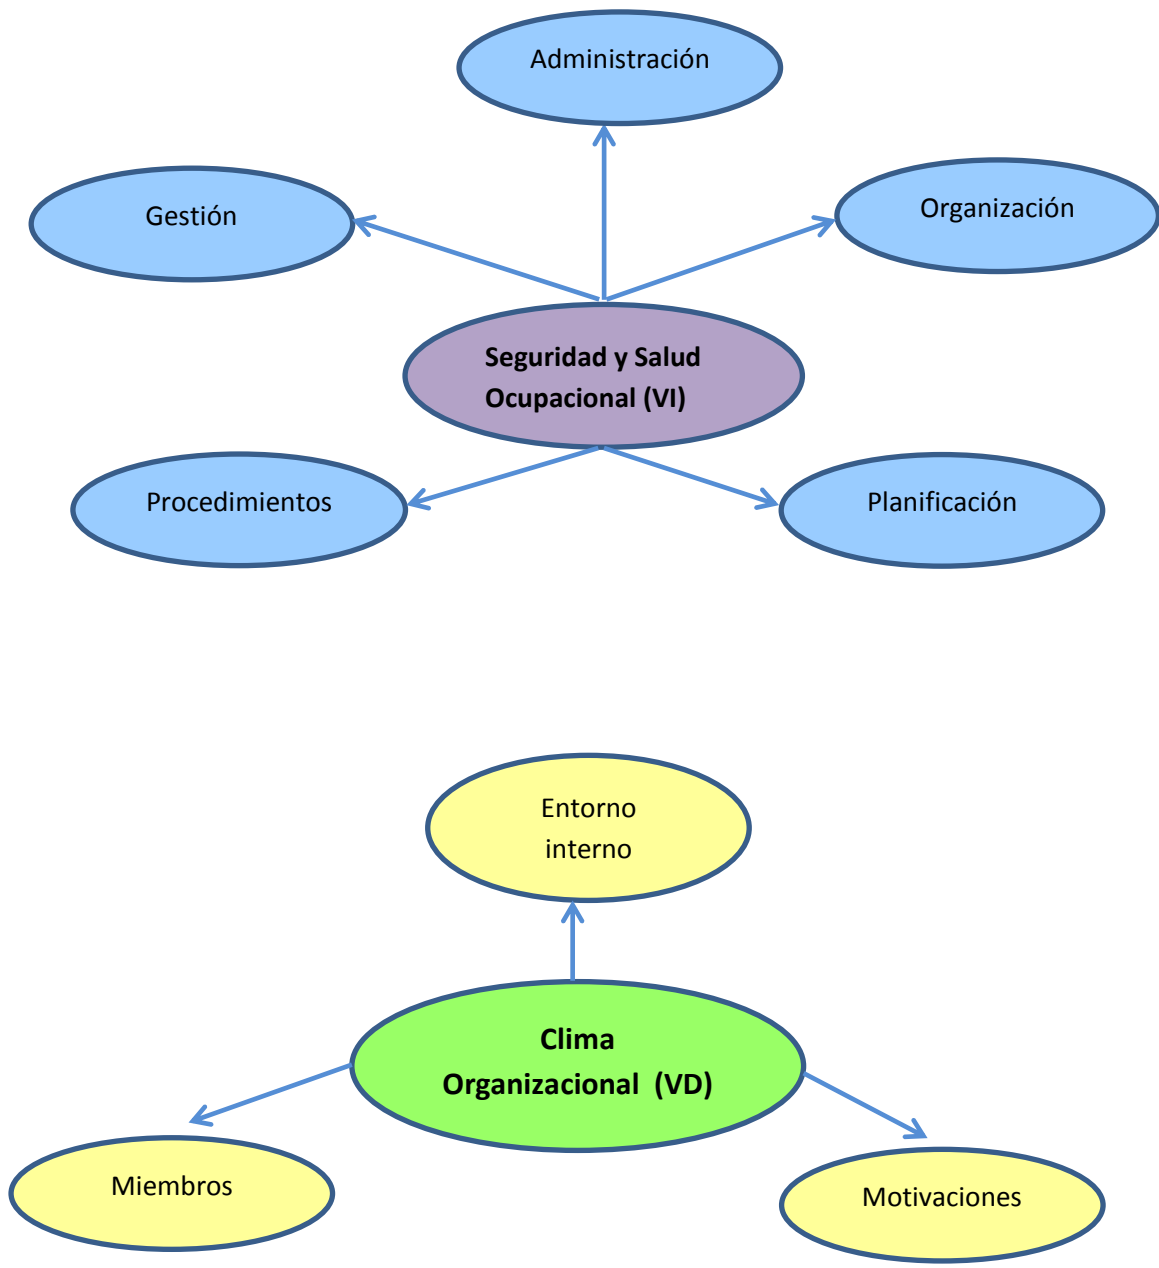 Administración
Gestión
Organización
Seguridad y Salud
Ocupacional (VI)
Procedimientos
Planificación
Entorno
interno
Clima
Organizacional  (VD)
Miembros
Motivaciones